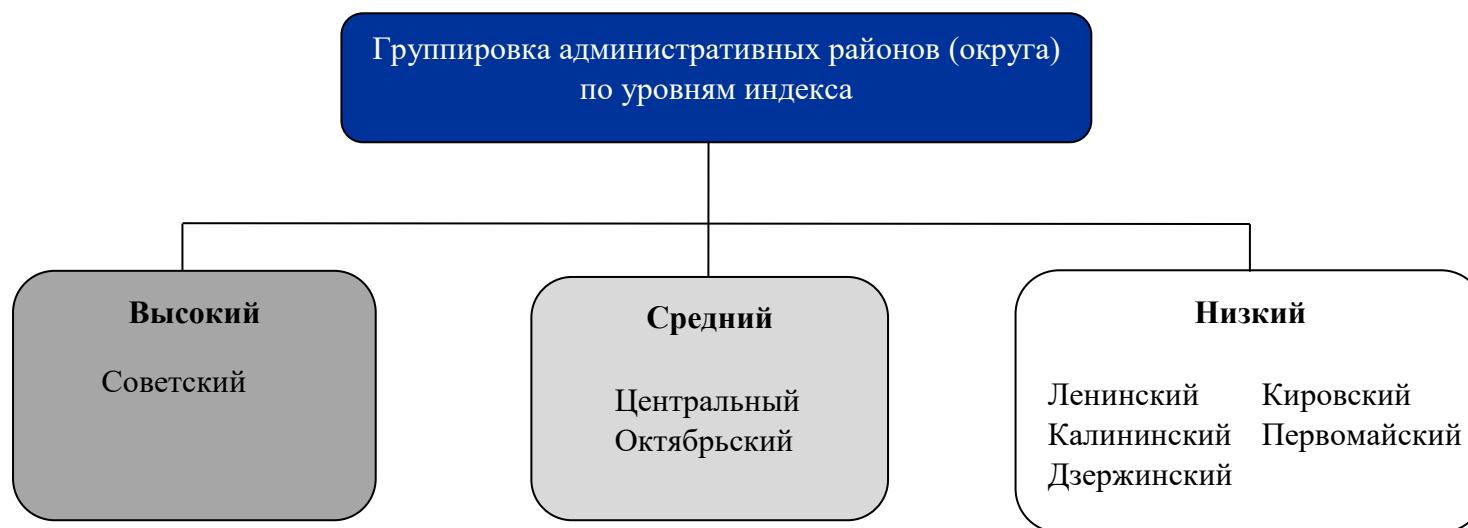 Группировка административных районов (округа)
по уровням индекса
Высокий
Советский
Средний
Центральный
Октябрьский
Низкий
Ленинский Кировский
Калининский Первомайский
Дзержинский